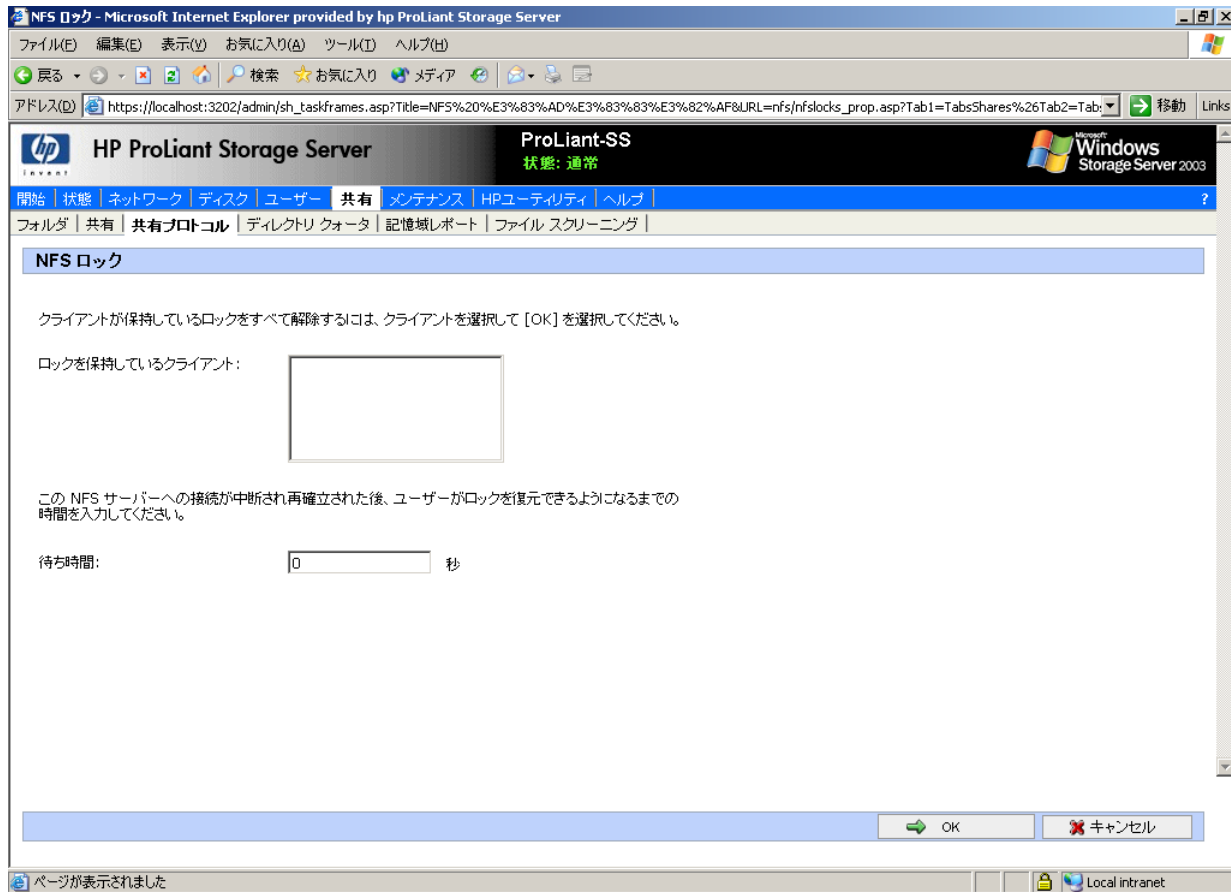 NFS ロック - Microsoft Internet Explorer provided by hp ProLiant Storage Server
ファイル(F) 編集(E) 表示(V) お気に入り(A) ツール(T) ヘルプ(H)
戻る 検索 お気に入り メディア
アドレス(D) https://localhost:3202/admin/sh_taskframes.asp?Title=NFS%20%E3%83%AD%E3%83%83%E3%82%AF&URL=nfs/nfslocks_prop.asp?Tab1=TabsShares%26Tab2=Tab: 移動 Links
hp invent HP ProLiant Storage Server
ProLiant-SS
状態: 通常
Microsoft Windows Storage Server 2003
開始 | 状態 | ネットワーク | ディスク | ユーザー | 共有 | メンテナンス | HPユーティリティ | ヘルプ | ?
フォルダ | 共有 | 共有プロトコル | ディレクトリ クォータ | 記憶域レポート | ファイル スクリーニング |
NFS ロック
クライアントが保持しているロックをすべて解除するには、クライアントを選択して [OK] を選択してください。
ロックを保持しているクライアント:
この NFS サーバーへの接続が中断され再確立された後、ユーザーがロックを復元できるようになるまでの
時間を入力してください。
待ち時間: 0 秒
OK キャンセル
ページが表示されました Local intranet